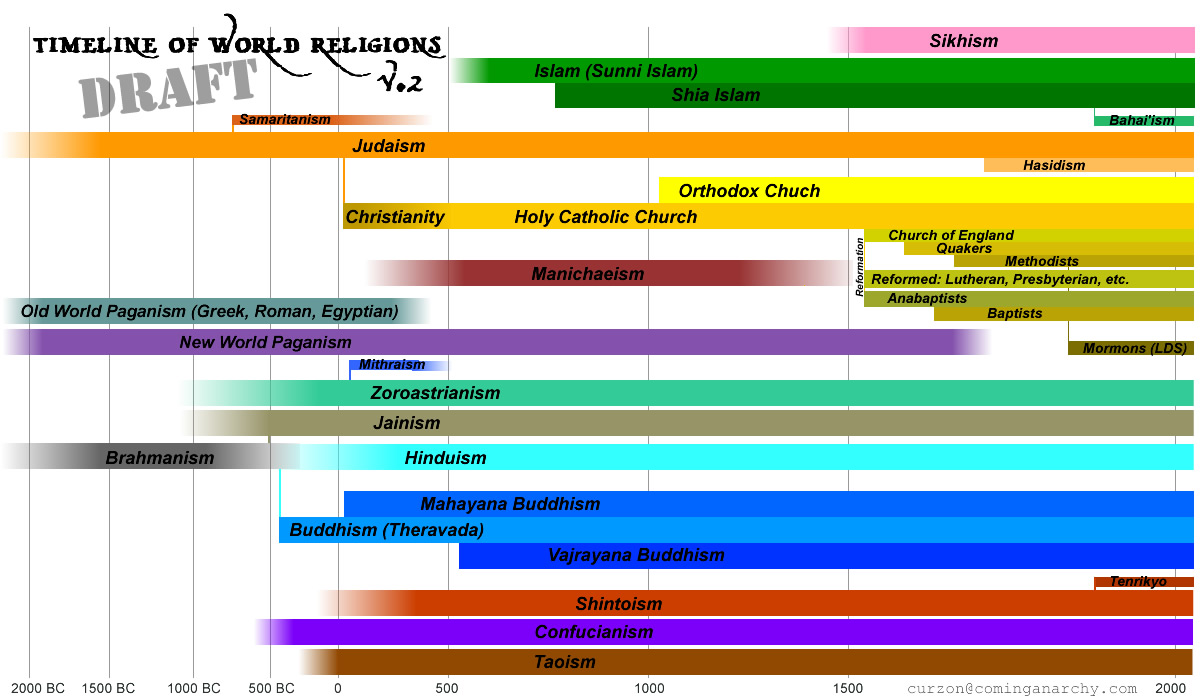 TIMELINE OF WORLD RELIGIONS
V.2
DRAFT
Sikhism
Islam (Sunni Islam)
Shia Islam
Bahai'ism
Samaritanism
Judaism
Hasidism
Orthodox Chuch
Christianity
Holy Catholic Church
Reformation
Church of England
Quakers
Methodists
Manichaeism
Reformed: Lutheran, Presbyterian, etc.
Anabaptists
Baptists
Old World Paganism (Greek, Roman, Egyptian)
New World Paganism
Mormons (LDS)
Mithraism
Zoroastrianism
Jainism
Brahmanism
Hinduism
Mahayana Buddhism
Buddhism (Theravada)
Vajrayana Buddhism
Tenrikyo
Shintoism
Confucianism
Taoism
2000 BC 1500 BC 1000 BC 500 BC 0 500 1000 1500 2000
curzon@cominganarchy.com